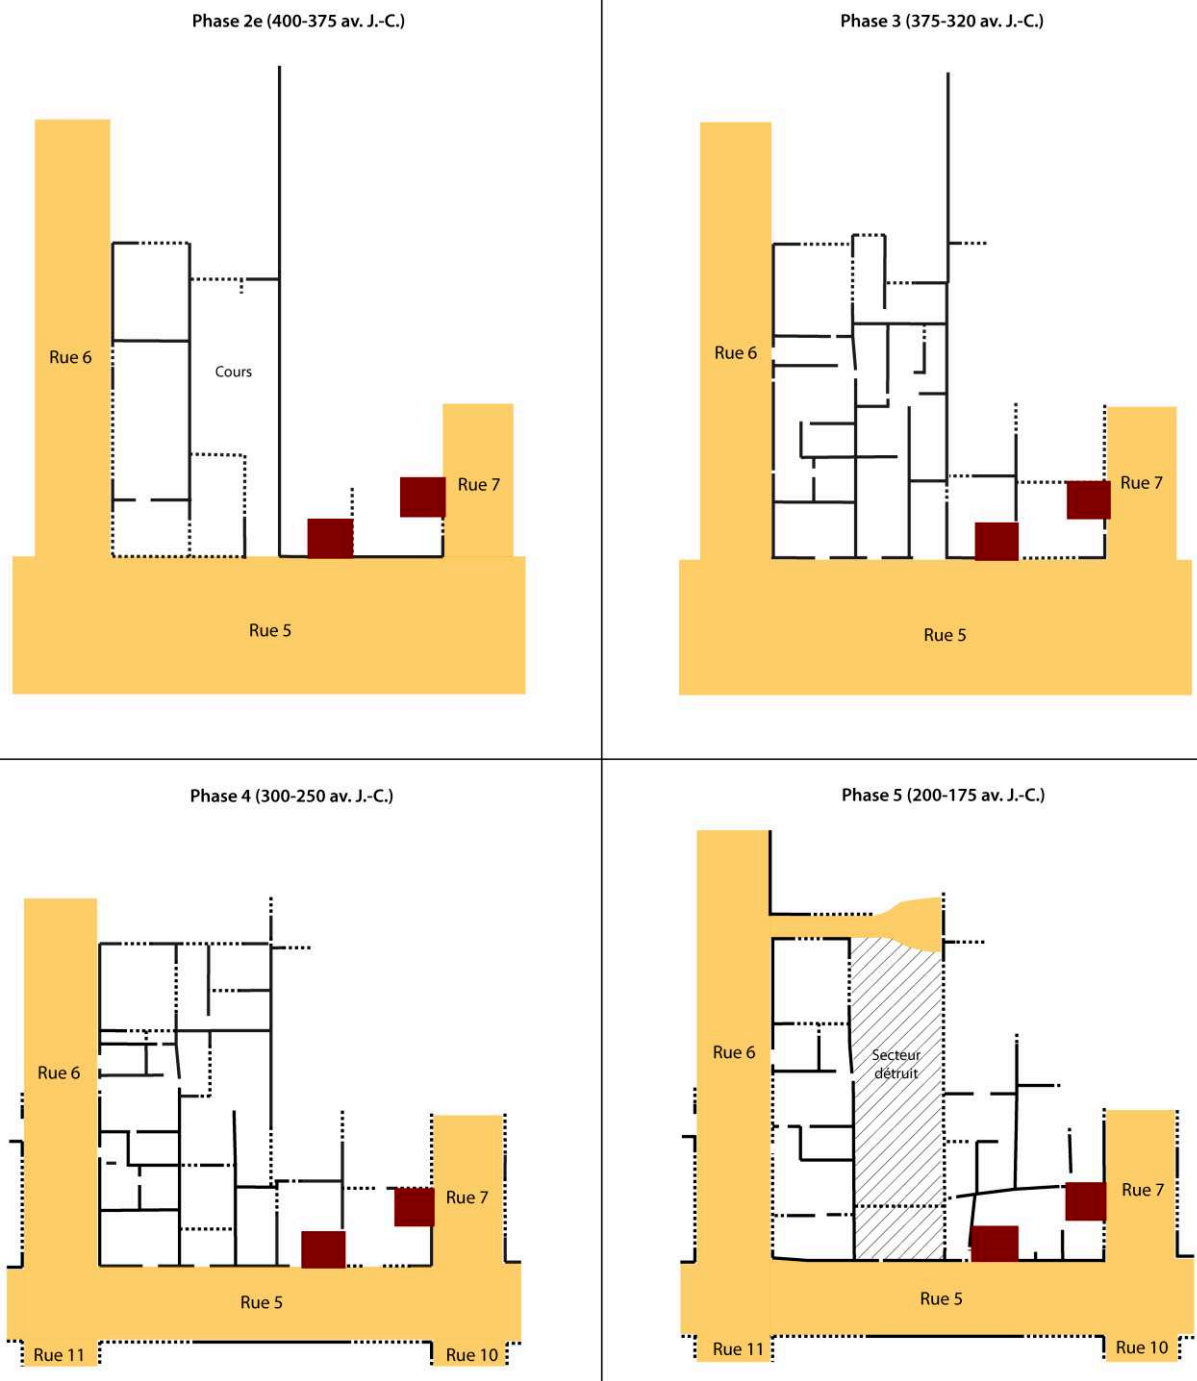 Phase 2e (400-375 av. J.-C.)
Rue 6
Cours
Rue 7
Rue 5
Phase 3 (375-320 av. J.-C.)
Rue 6
Rue 7
Rue 5
Phase 4 (300-250 av. J.-C.)
Rue 6
Rue 7
Rue 5
Rue 11
Rue 10
Phase 5 (200-175 av. J.-C.)
Rue 6
Secteur
détruit
Rue 7
Rue 5
Rue 11
Rue 10